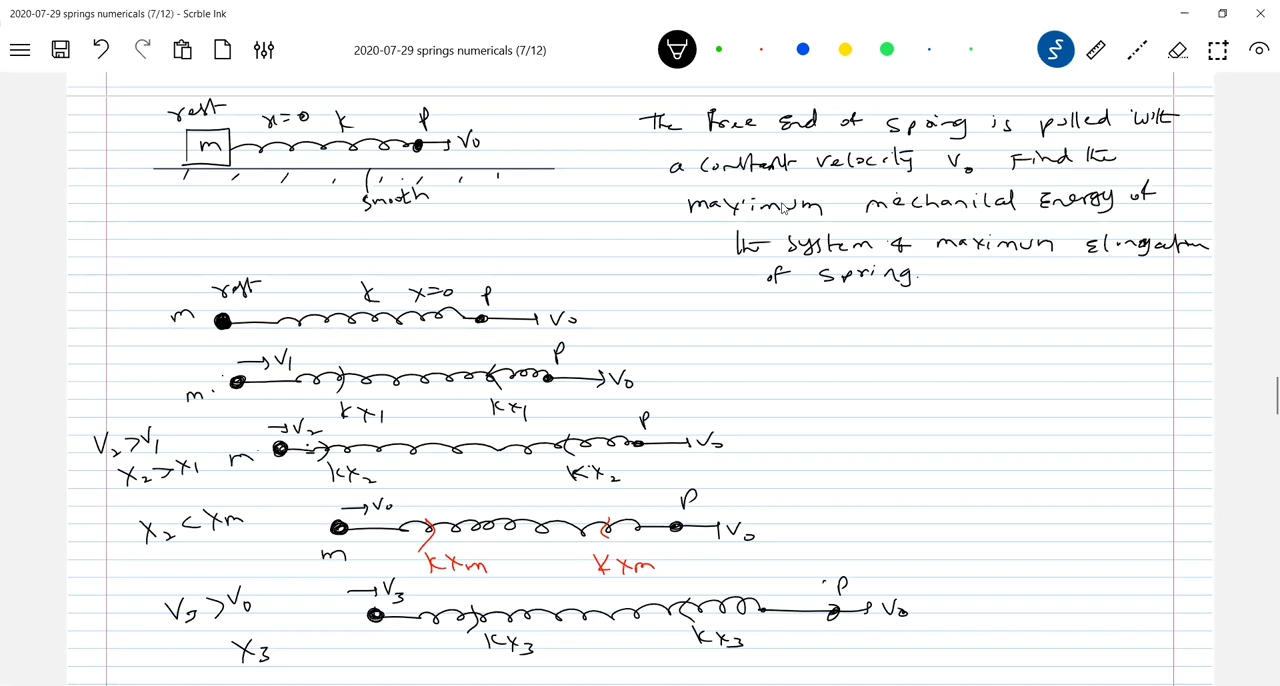 2020-07-29 springs numericals (7/12) - Scrble Ink
2020-07-29 springs numericals (7/12)
rest
x=0 K P
m V0
smooth
The Free End of spring is pulled with
a constant velocity V0 Find the
maximum mechanical Energy of
the system & maximum Elongation
of spring.
rest K x=0 P
m V0
V1 P
m. V0
Kx1 Kx1
V2>V1 V2 P
X2>X1 m V0
Kx2 Kx2
X2<Xm V0 P
m V0
KXm KXm
V3>V0 V3 P
V0
X3 KX3 KX3